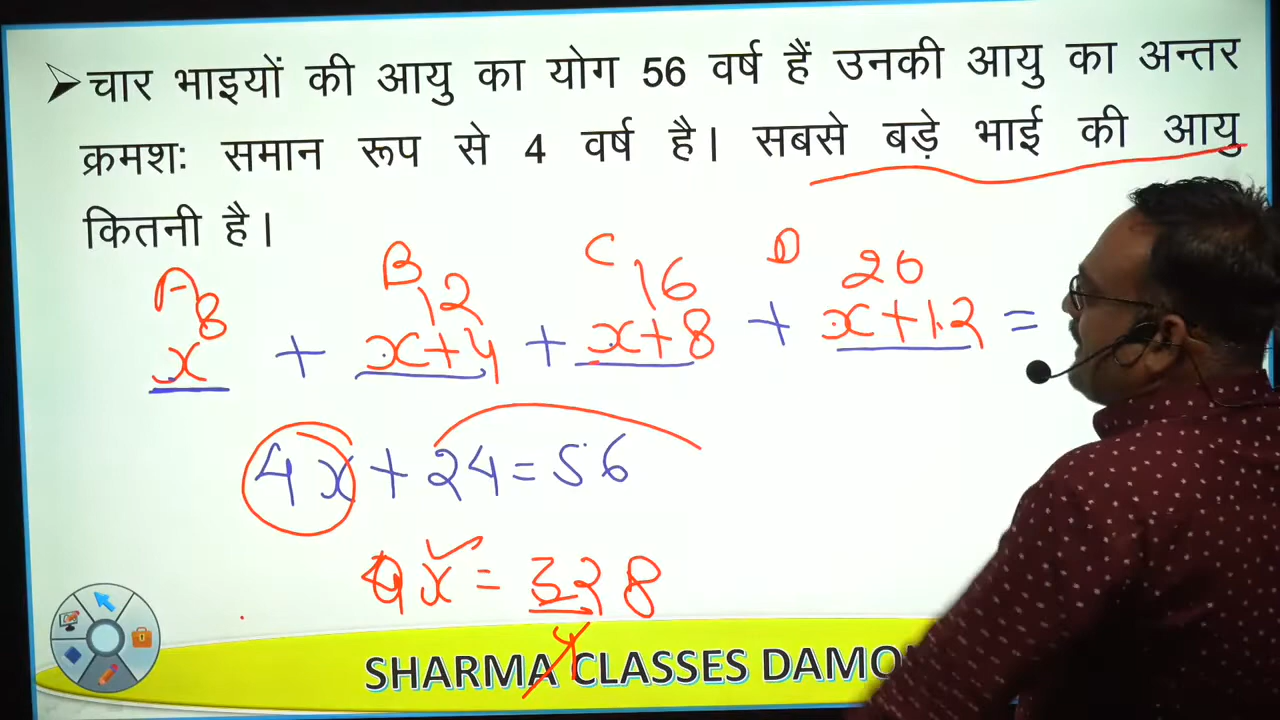 ➤चार भाइयों की आयु का योग 56 वर्ष हैं उनकी आयु का अन्तर
क्रमशः समान रूप से 4 वर्ष है। सबसे बड़े भाई की आयु
कितनी है।
A B C D
8 12 16 20
x + x+4 + x+8 + x+12 =
4x + 24 = 56
4x = 32 8
4
SHARMA CLASSES